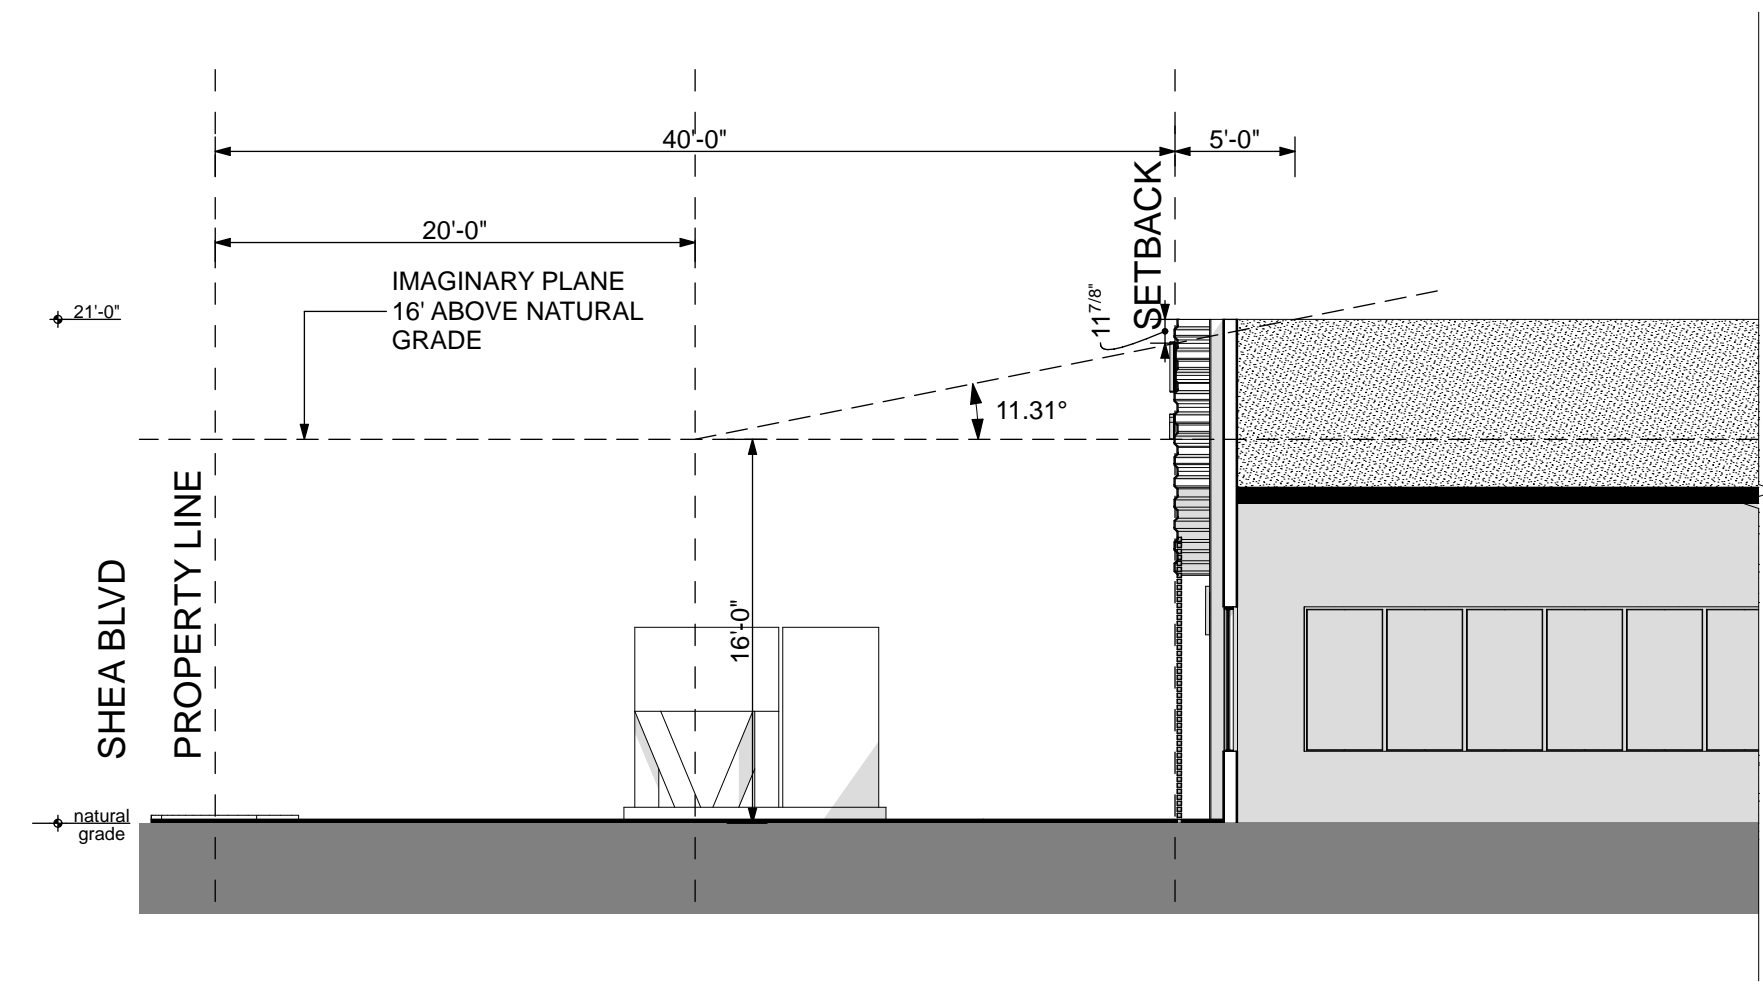 40'-0"
5'-0"
SETBACK
20'-0"
IMAGINARY PLANE
16' ABOVE NATURAL
GRADE
11 7/8"
21'-0"
11.31°
PROPERTY LINE
SHEA BLVD
16'-0"
natural
grade